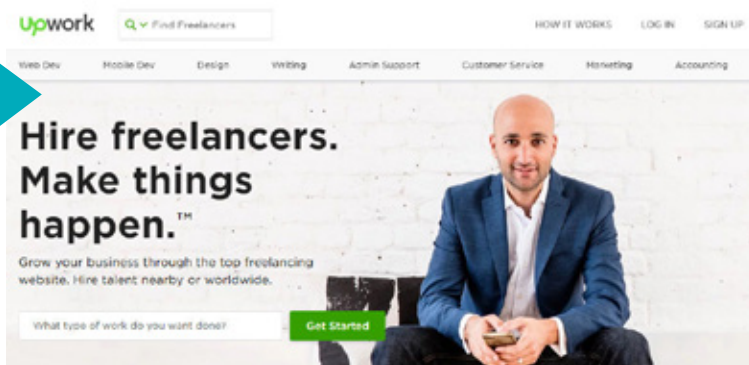 upwork
Find Freelancers
HOW IT WORKS
LOG IN
SIGN UP
Web Dev
Mobile Dev
Design
Writing
Admin Support
Customer Service
Marketing
Accounting
Hire freelancers.
Make things
happen.™
Grow your business through the top freelancing
website. Hire talent nearby or worldwide.
What type of work do you want done?
Get Started